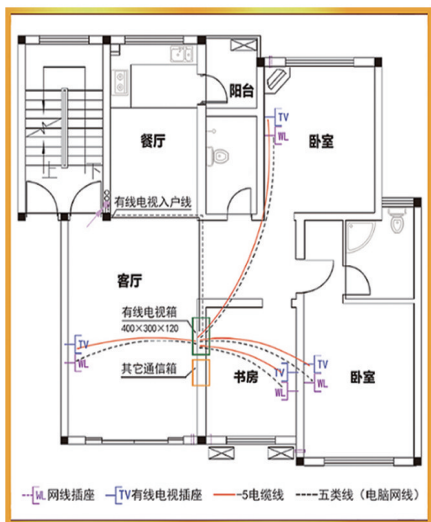 阳台
餐厅
TV
WL
卧室
上
下
有线电视入户线
客厅
有线电视箱
400×300×120
TV
WL
其它通信箱
书房
TV
WL
TV
WL
卧室
WL 网线插座
TV 有线电视插座
-5电缆线
五类线（电脑网线）